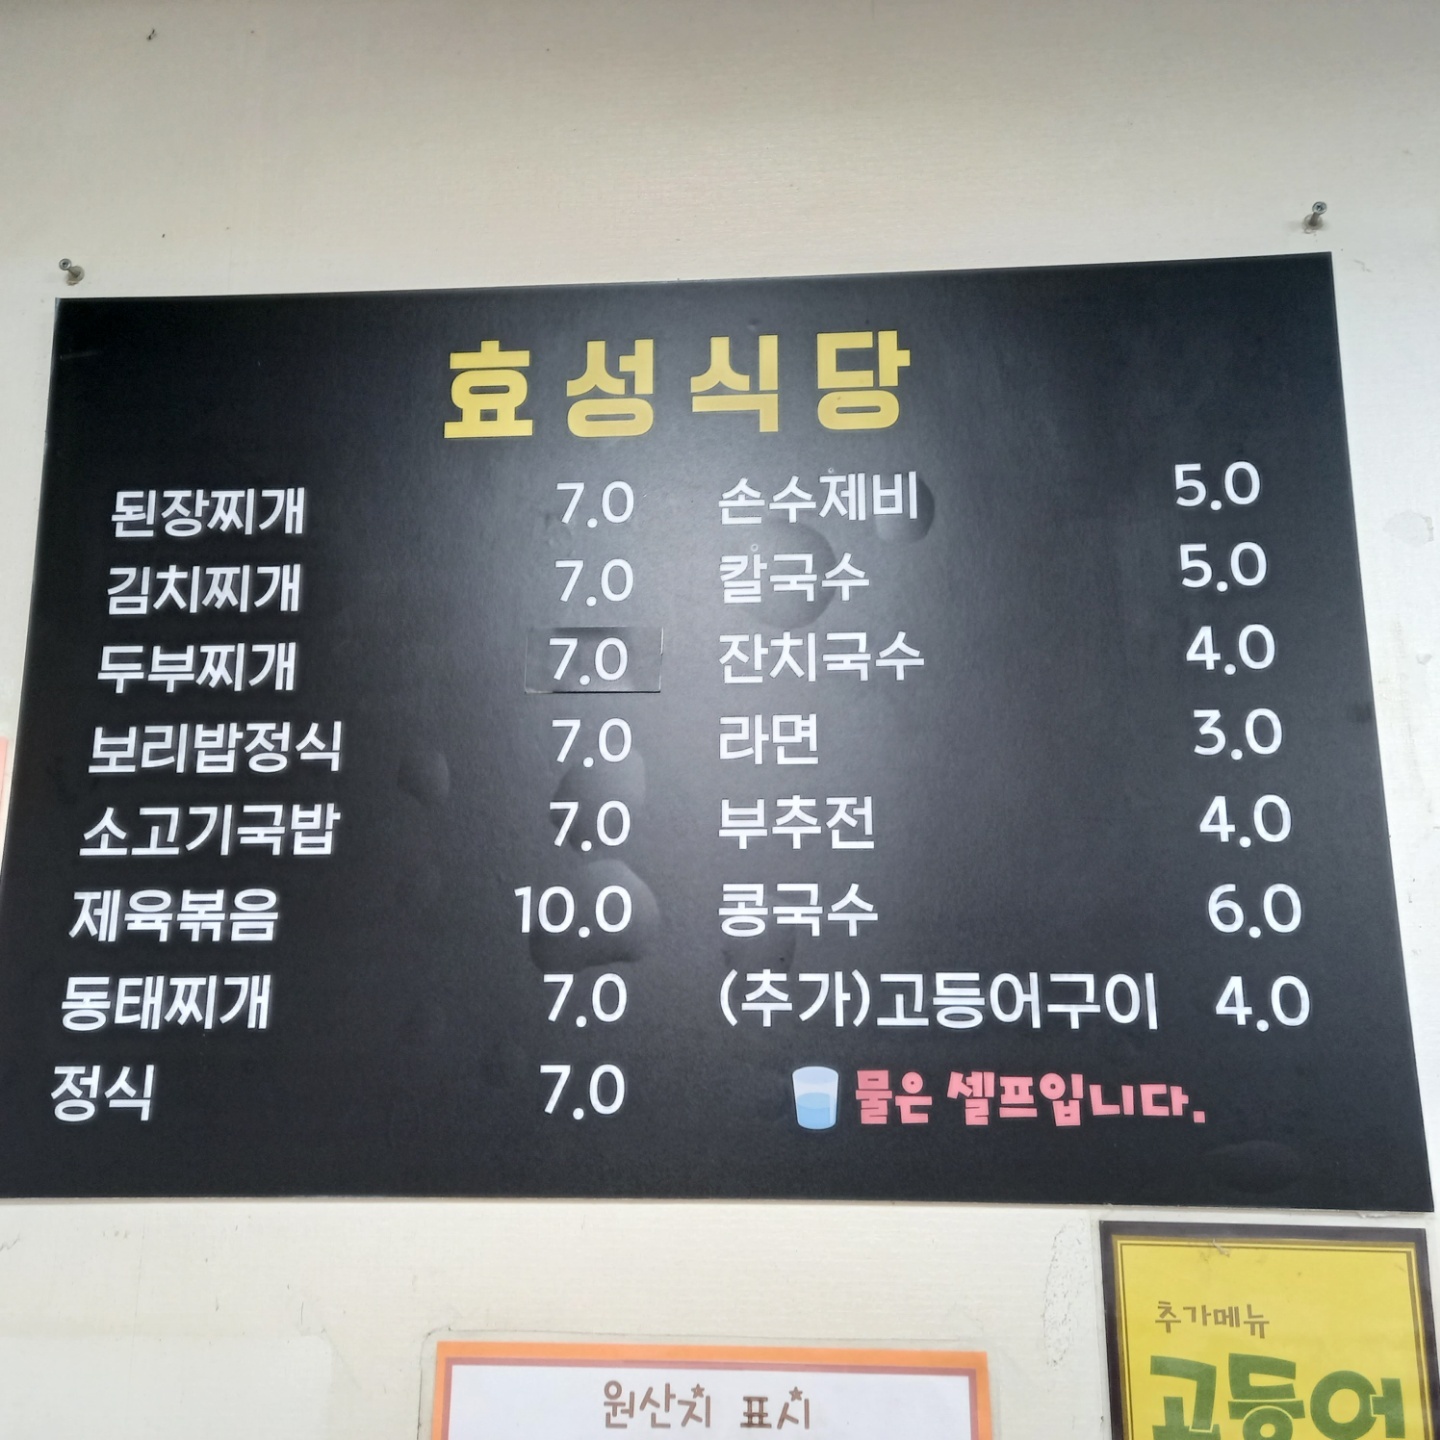 효성식당
된장찌개 7.0
김치찌개 7.0
두부찌개 7.0
보리밥정식 7.0
소고기국밥 7.0
제육볶음 10.0
동태찌개 7.0
정식 7.0
손수제비 5.0
칼국수 5.0
잔치국수 4.0
라면 3.0
부추전 4.0
콩국수 6.0
(추가)고등어구이 4.0
물은 셀프입니다.
추가메뉴
고등어
원산지 표시